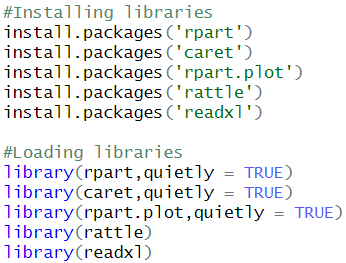 #Installing libraries
install.packages('rpart')
install.packages('caret')
install.packages('rpart.plot')
install.packages('rattle')
install.packages('readxl')
#Loading libraries
library(rpart,quietly = TRUE)
library(caret,quietly = TRUE)
library(rpart.plot,quietly = TRUE)
library(rattle)
library(readxl)